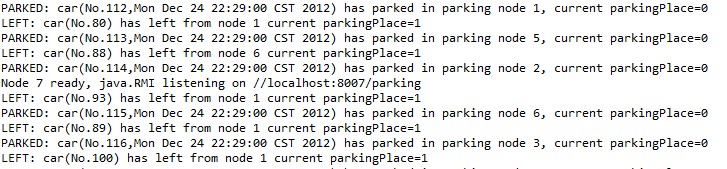 PARKED: car(No.112,Mon Dec 24 22:29:00 CST 2012) has parked in parking node 1, current parkingPlace=0
LEFT: car(No.80) has left from node 1 current parkingPlace=1
PARKED: car(No.113,Mon Dec 24 22:29:00 CST 2012) has parked in parking node 5, current parkingPlace=0
LEFT: car(No.88) has left from node 6 current parkingPlace=1
PARKED: car(No.114,Mon Dec 24 22:29:00 CST 2012) has parked in parking node 2, current parkingPlace=0
Node 7 ready, java.RMI listening on //localhost:8007/parking
LEFT: car(No.93) has left from node 1 current parkingPlace=1
PARKED: car(No.115,Mon Dec 24 22:29:00 CST 2012) has parked in parking node 6, current parkingPlace=0
LEFT: car(No.89) has left from node 1 current parkingPlace=1
PARKED: car(No.116,Mon Dec 24 22:29:00 CST 2012) has parked in parking node 3, current parkingPlace=0
LEFT: car(No.100) has left from node 1 current parkingPlace=1